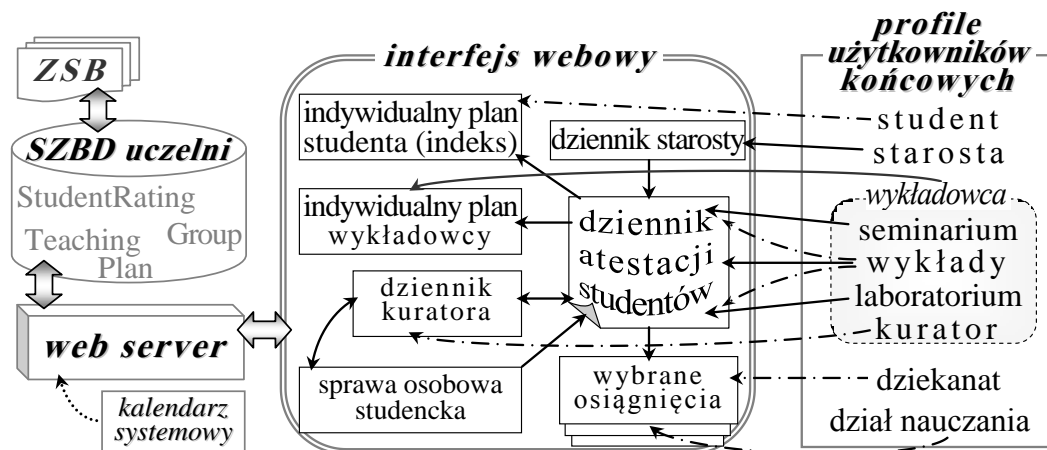 ZSB
SZBD uczelni
StudentRating
Teaching
Plan
Group
web server
kalendarz
systemowy
interfejs webowy
indywidualny plan
studenta (indeks)
dziennik starosty
indywidualny plan
wykładowcy
dziennik
atestacji
studentów
dziennik
kuratora
sprawa osobowa
studencka
wybrane
osiągnięcia
profile
użytkowników
końcowych
student
starosta
wykładowca
seminarium
wykłady
laboratorium
kurator
dziekanat
dział nauczania